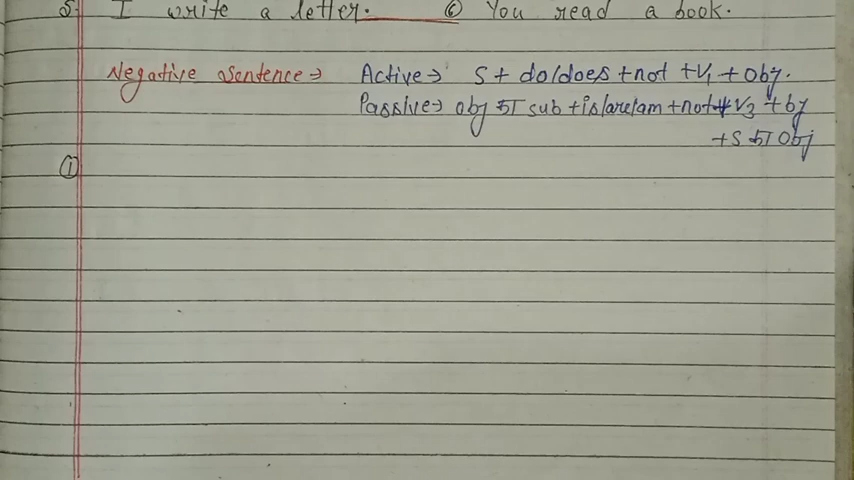 5. I write a letter. ⑥ You read a book.
Negative Sentence⇒ Active→ S + do/does + not + V₁ + Obj.
Passive→ obj का sub + is/are/am + not + V₃ + by
+ S का Obj
①